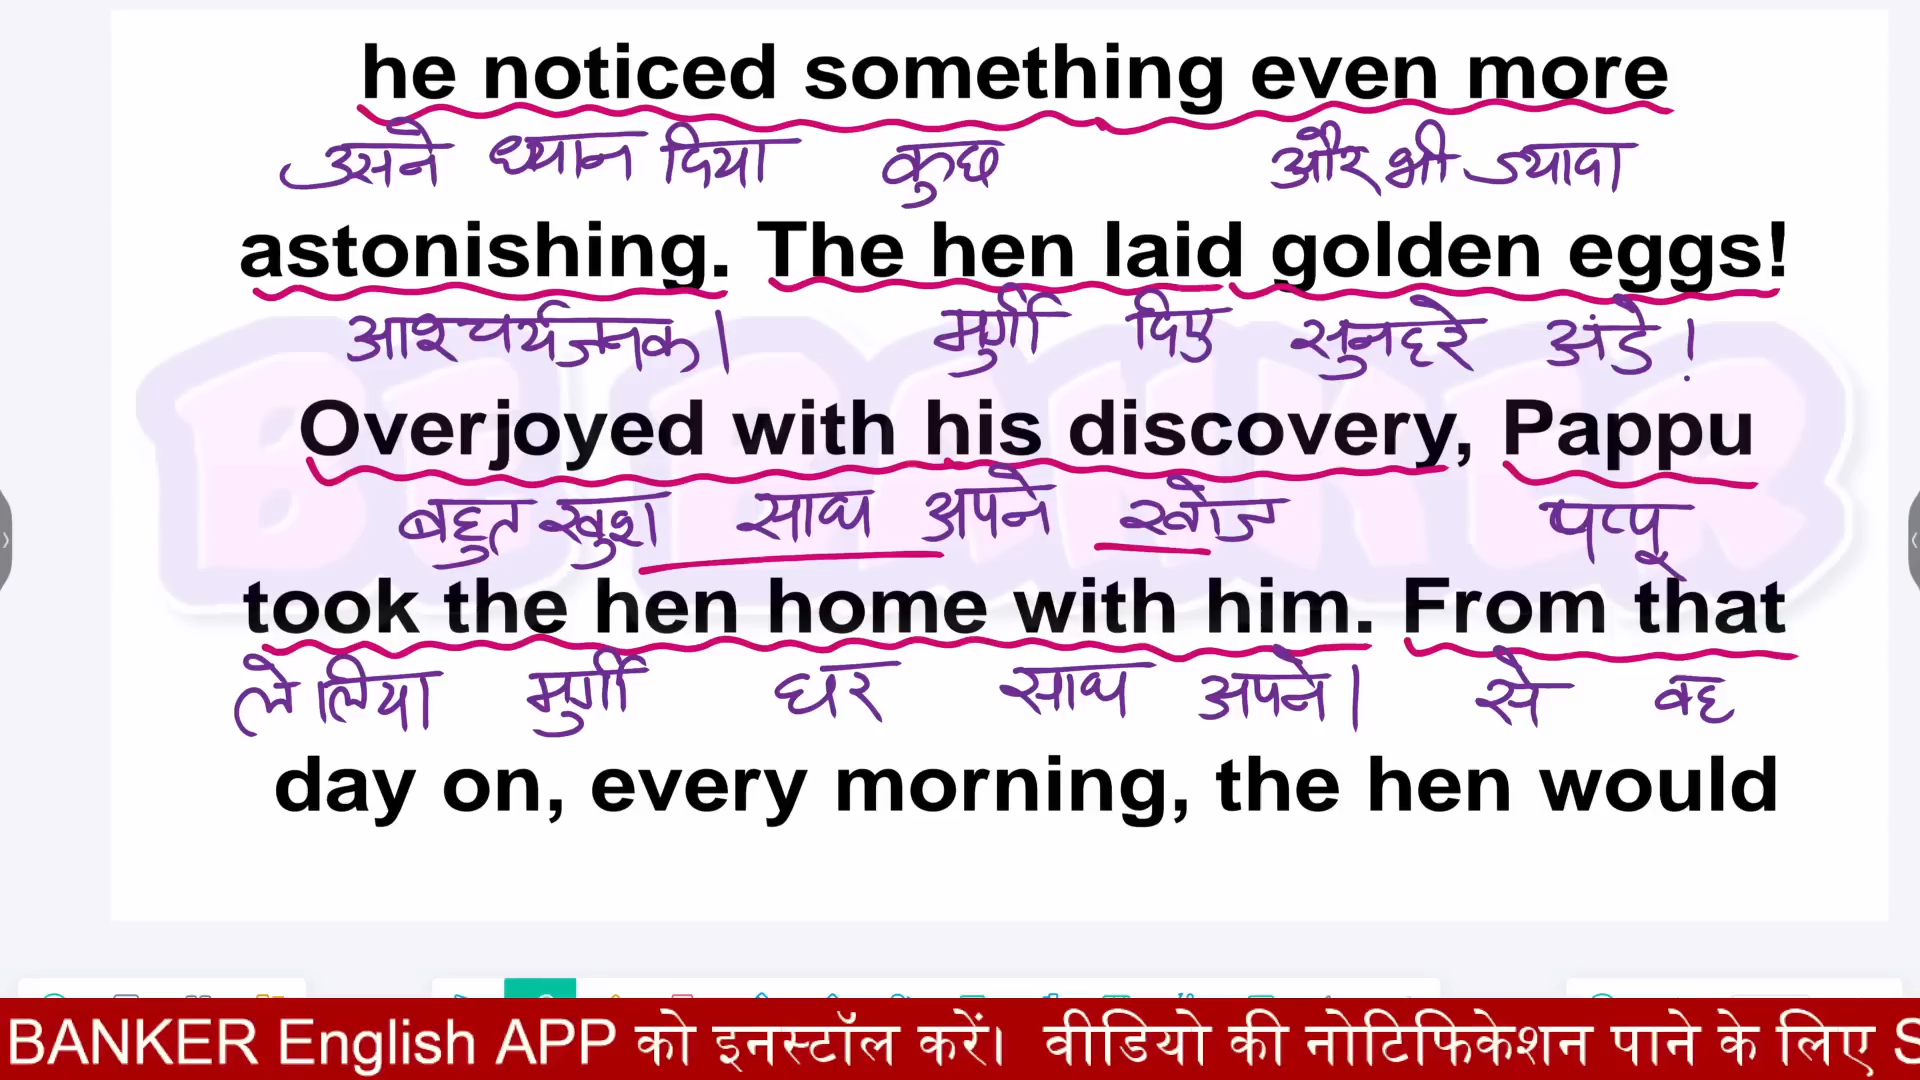 he noticed something even more
उसने ध्यान दिया कुछ और भी ज्यादा
astonishing. The hen laid golden eggs!
आश्चर्यजनक। मुर्गी दिए सुनहरे अंडे!
Overjoyed with his discovery, Pappu
बहुत खुश साथ अपने खोज पप्पू
took the hen home with him. From that
ले लिया मुर्गी घर साथ अपने। से वह
day on, every morning, the hen would
BANKER English APP को इनस्टॉल करें। वीडियो की नोटिफिकेशन पाने के लिए S